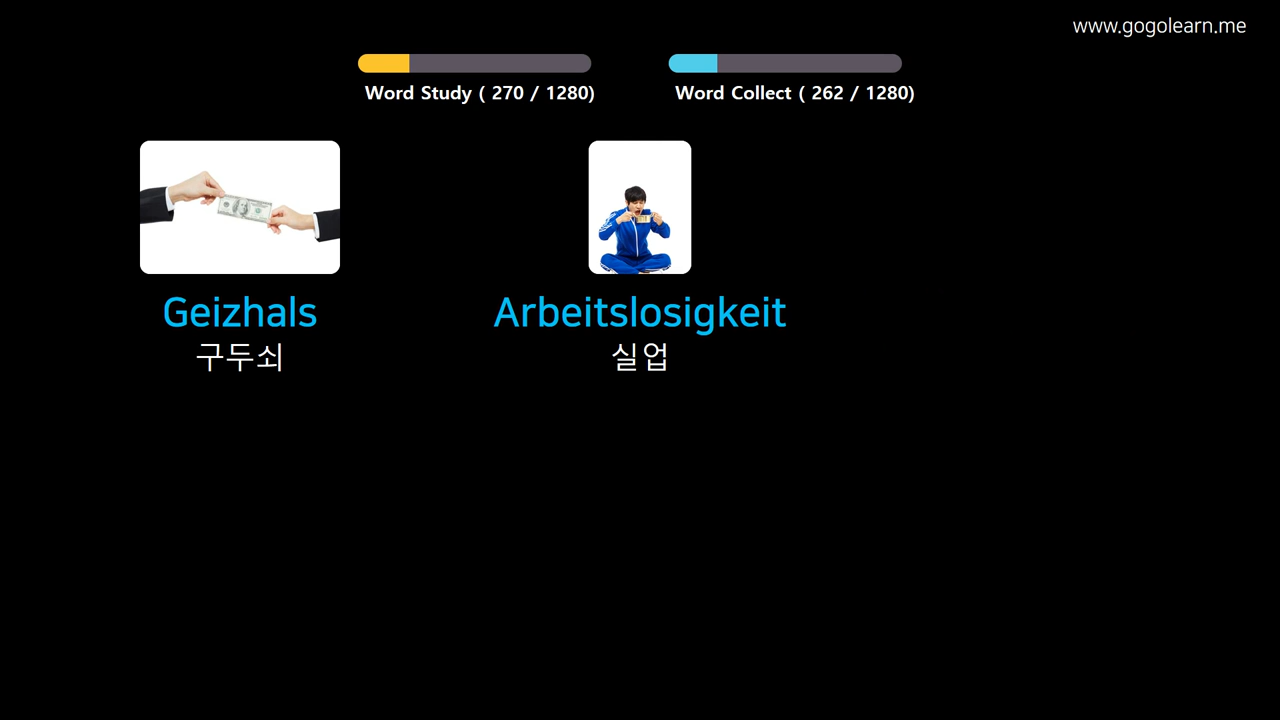 www.gogolearn.me
Word Study ( 270 / 1280)
Word Collect ( 262 / 1280)
Geizhals
구두쇠
Arbeitslosigkeit
실업